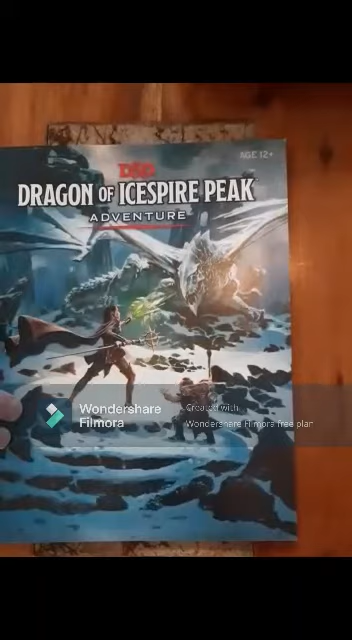 D&D
AGE 12+
DRAGON OF ICESPIRE PEAK
ADVENTURE
Wondershare
Filmora
Created with
Wondershare Filmora free plan